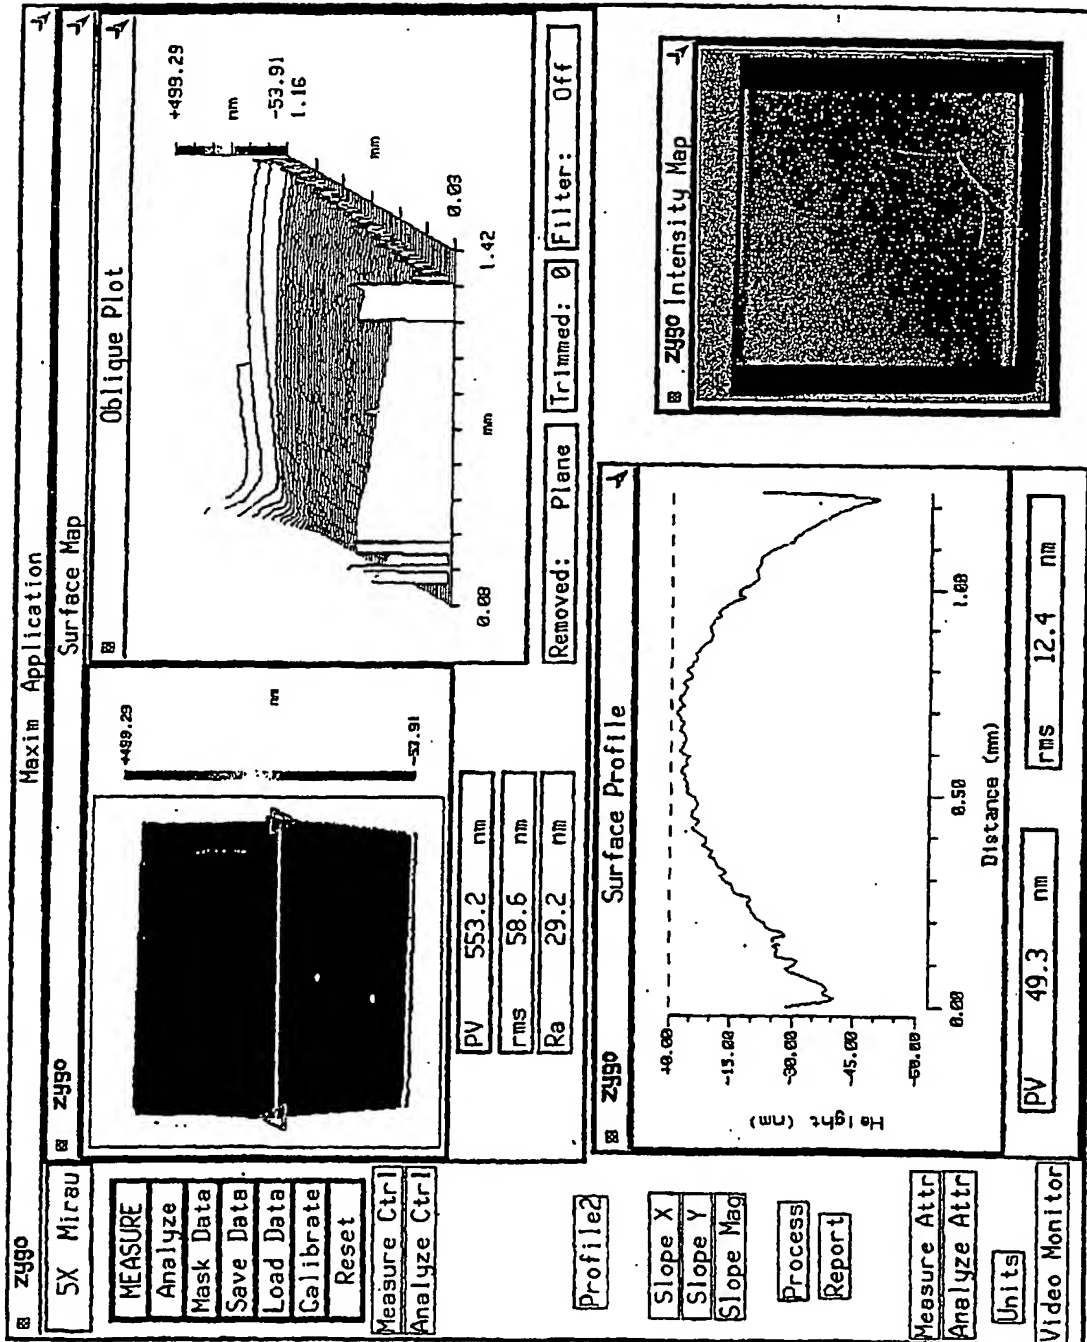 zygo Maxim Application
5X Mirau
MEASURE
Analyze
Mask Data
Save Data
Load Data
Calibrate
Reset
Measure Ctrl
Analyze Ctrl
Profile2
Slope X
Slope Y
Slope Mag
Process
Report
Measure Attr
Analyze Attr
Units
Video Monitor
zygo Surface Map
+499.29
nm
-53.91
PV 553.2 nm
rms 58.6 nm
Ra 29.2 nm
Oblique Plot
+499.29
nm
-53.91
1.16
mm
0.03
1.42
mm
0.08
Removed: Plane
Trimmed: 0
Filter: Off
zygo Surface Profile
Height (nm)
+0.00
-15.00
-30.00
-45.00
-60.00
0.00
0.50
1.00
Distance (mm)
PV 49.3 nm
rms 12.4 nm
zygo Intensity Map